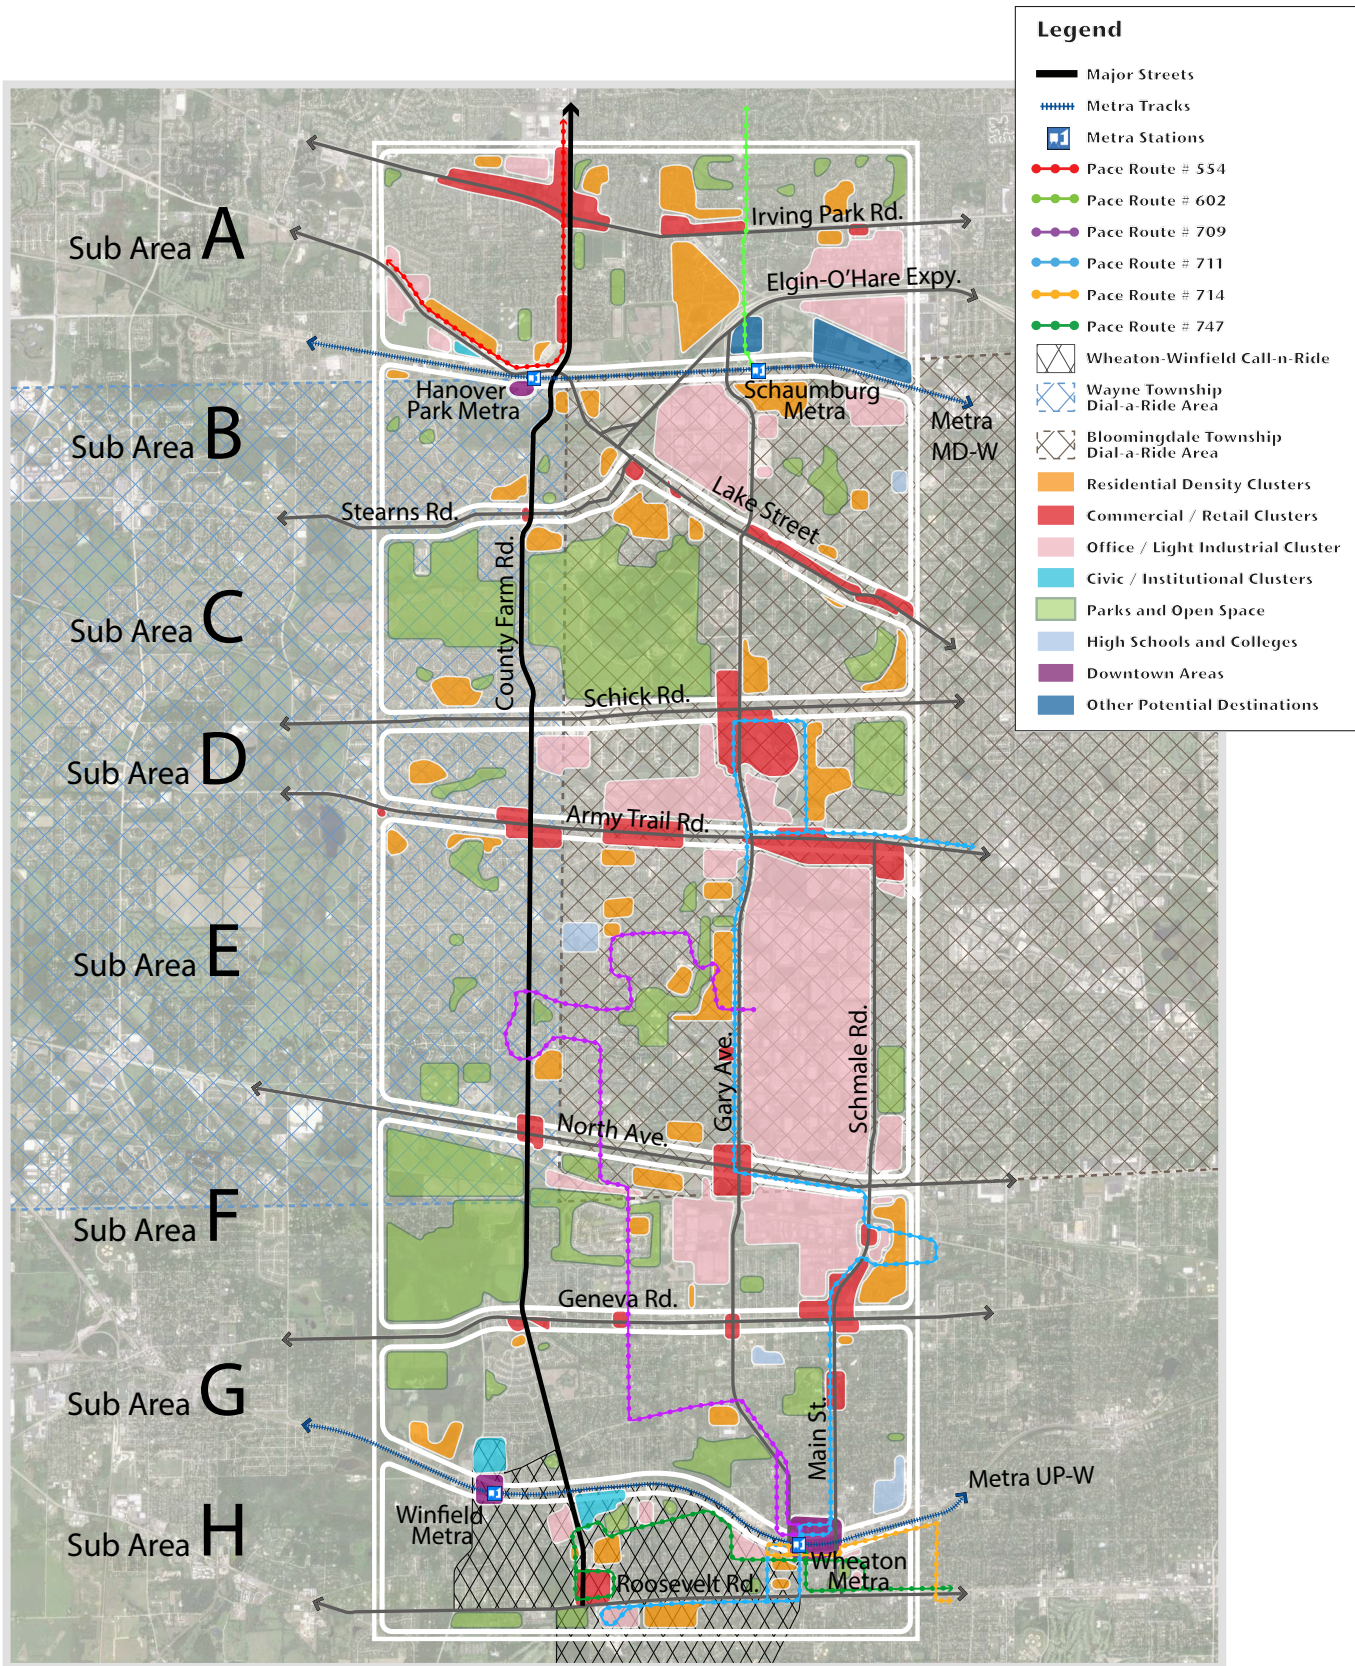 Legend
Major Streets
Metra Tracks
Metra Stations
Pace Route # 554
Pace Route # 602
Pace Route # 709
Pace Route # 711
Pace Route # 714
Pace Route # 747
Wheaton-Winfield Call-n-Ride
Wayne Township
Dial-a-Ride Area
Bloomingdale Township
Dial-a-Ride Area
Residential Density Clusters
Commercial / Retail Clusters
Office / Light Industrial Cluster
Civic / Institutional Clusters
Parks and Open Space
High Schools and Colleges
Downtown Areas
Other Potential Destinations
Sub Area A
Irving Park Rd.
Elgin-O'Hare Expy.
Hanover
Park Metra
Schaumburg
Metra
Metra
MD-W
Sub Area B
Stearns Rd.
Lake Street
County Farm Rd.
Sub Area C
Schick Rd.
Sub Area D
Army Trail Rd.
Sub Area E
Gary Ave.
Schmale Rd.
North Ave.
Sub Area F
Geneva Rd.
Sub Area G
Main St.
Metra UP-W
Winfield
Metra
Sub Area H
Wheaton
Metra
Roosevelt Rd.